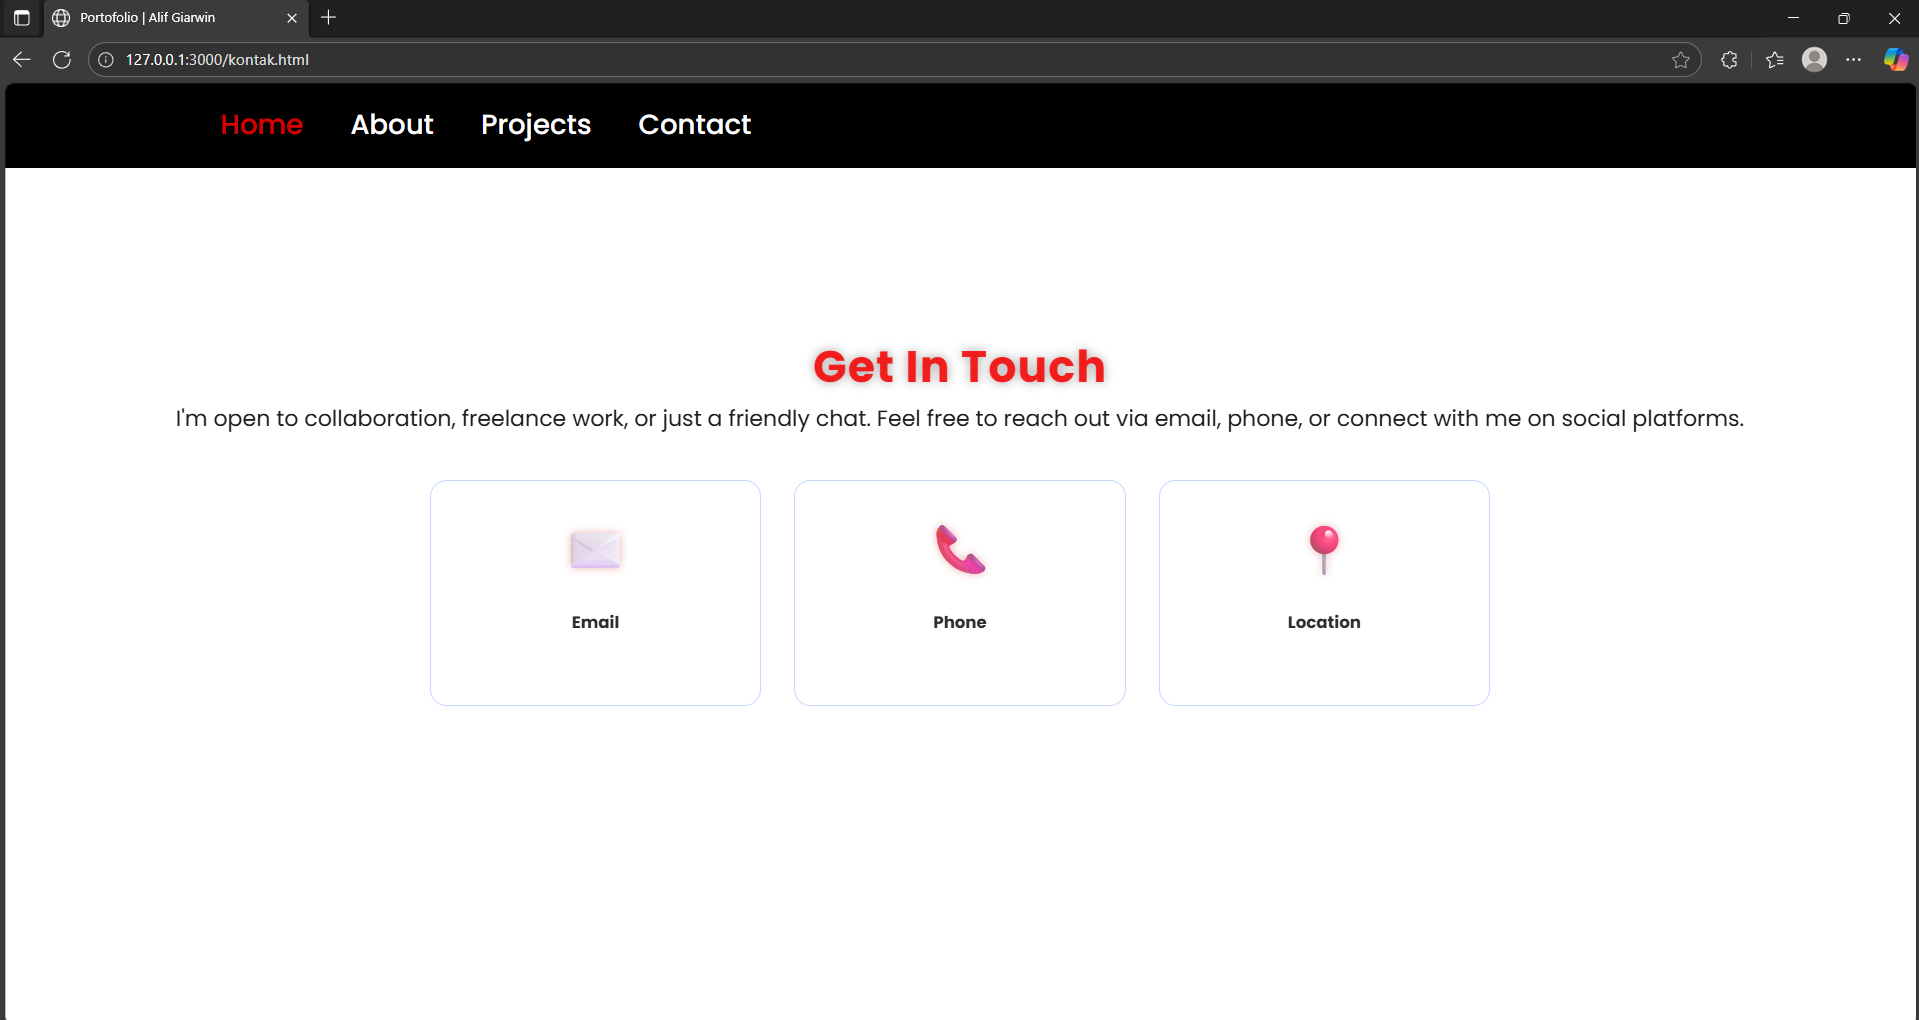 Portofolio | Alif Giarwin
127.0.0.1:3000/kontak.html
Home About Projects Contact
Get In Touch
I'm open to collaboration, freelance work, or just a friendly chat. Feel free to reach out via email, phone, or connect with me on social platforms.
Email Phone Location